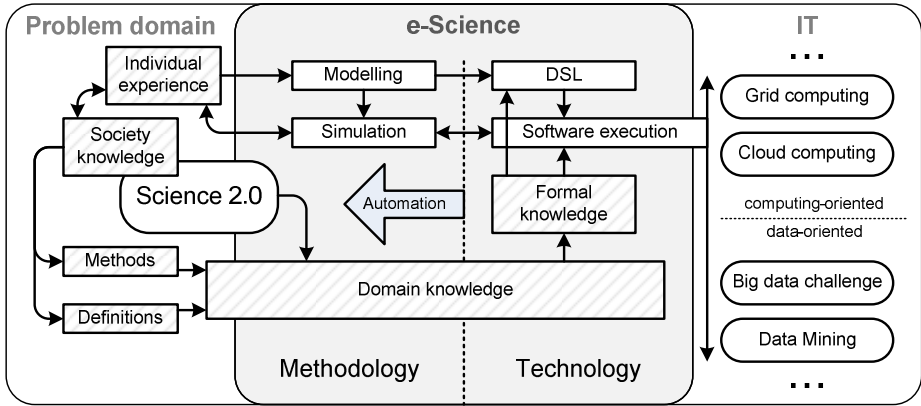 Problem domain
e-Science
IT
Individual
experience
Modelling
DSL
...
Grid computing
Society
knowledge
Simulation
Software execution
Cloud computing
Science 2.0
Automation
Formal
knowledge
computing-oriented
data-oriented
Methods
Domain knowledge
Big data challenge
Definitions
Data Mining
Methodology
Technology
...